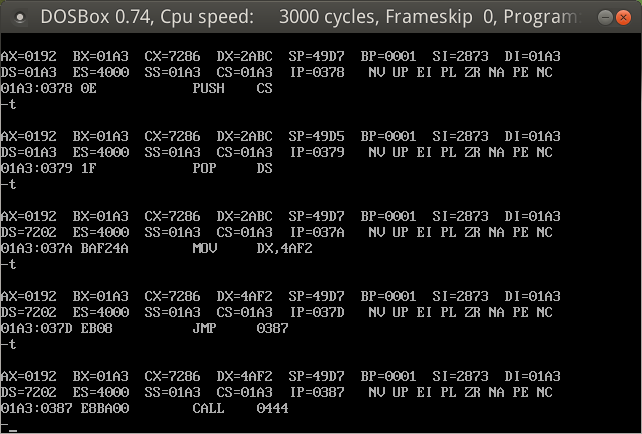 DOSBox 0.74, Cpu speed: 3000 cycles, Frameskip 0, Program
AX=0192 BX=01A3 CX=7286 DX=2ABC SP=49D7 BP=0001 SI=2873 DI=01A3
DS=01A3 ES=4000 SS=01A3 CS=01A3 IP=0378 NV UP EI PL ZR NA PE NC
01A3:0378 0E PUSH CS
-t
AX=0192 BX=01A3 CX=7286 DX=2ABC SP=49D5 BP=0001 SI=2873 DI=01A3
DS=01A3 ES=4000 SS=01A3 CS=01A3 IP=0379 NV UP EI PL ZR NA PE NC
01A3:0379 1F POP DS
-t
AX=0192 BX=01A3 CX=7286 DX=2ABC SP=49D7 BP=0001 SI=2873 DI=01A3
DS=7202 ES=4000 SS=01A3 CS=01A3 IP=037A NV UP EI PL ZR NA PE NC
01A3:037A BAF24A MOV DX,4AF2
-t
AX=0192 BX=01A3 CX=7286 DX=4AF2 SP=49D7 BP=0001 SI=2873 DI=01A3
DS=7202 ES=4000 SS=01A3 CS=01A3 IP=037D NV UP EI PL ZR NA PE NC
01A3:037D EB08 JMP 0387
-t
AX=0192 BX=01A3 CX=7286 DX=4AF2 SP=49D7 BP=0001 SI=2873 DI=01A3
DS=7202 ES=4000 SS=01A3 CS=01A3 IP=0387 NV UP EI PL ZR NA PE NC
01A3:0387 E8BA00 CALL 0444
-_